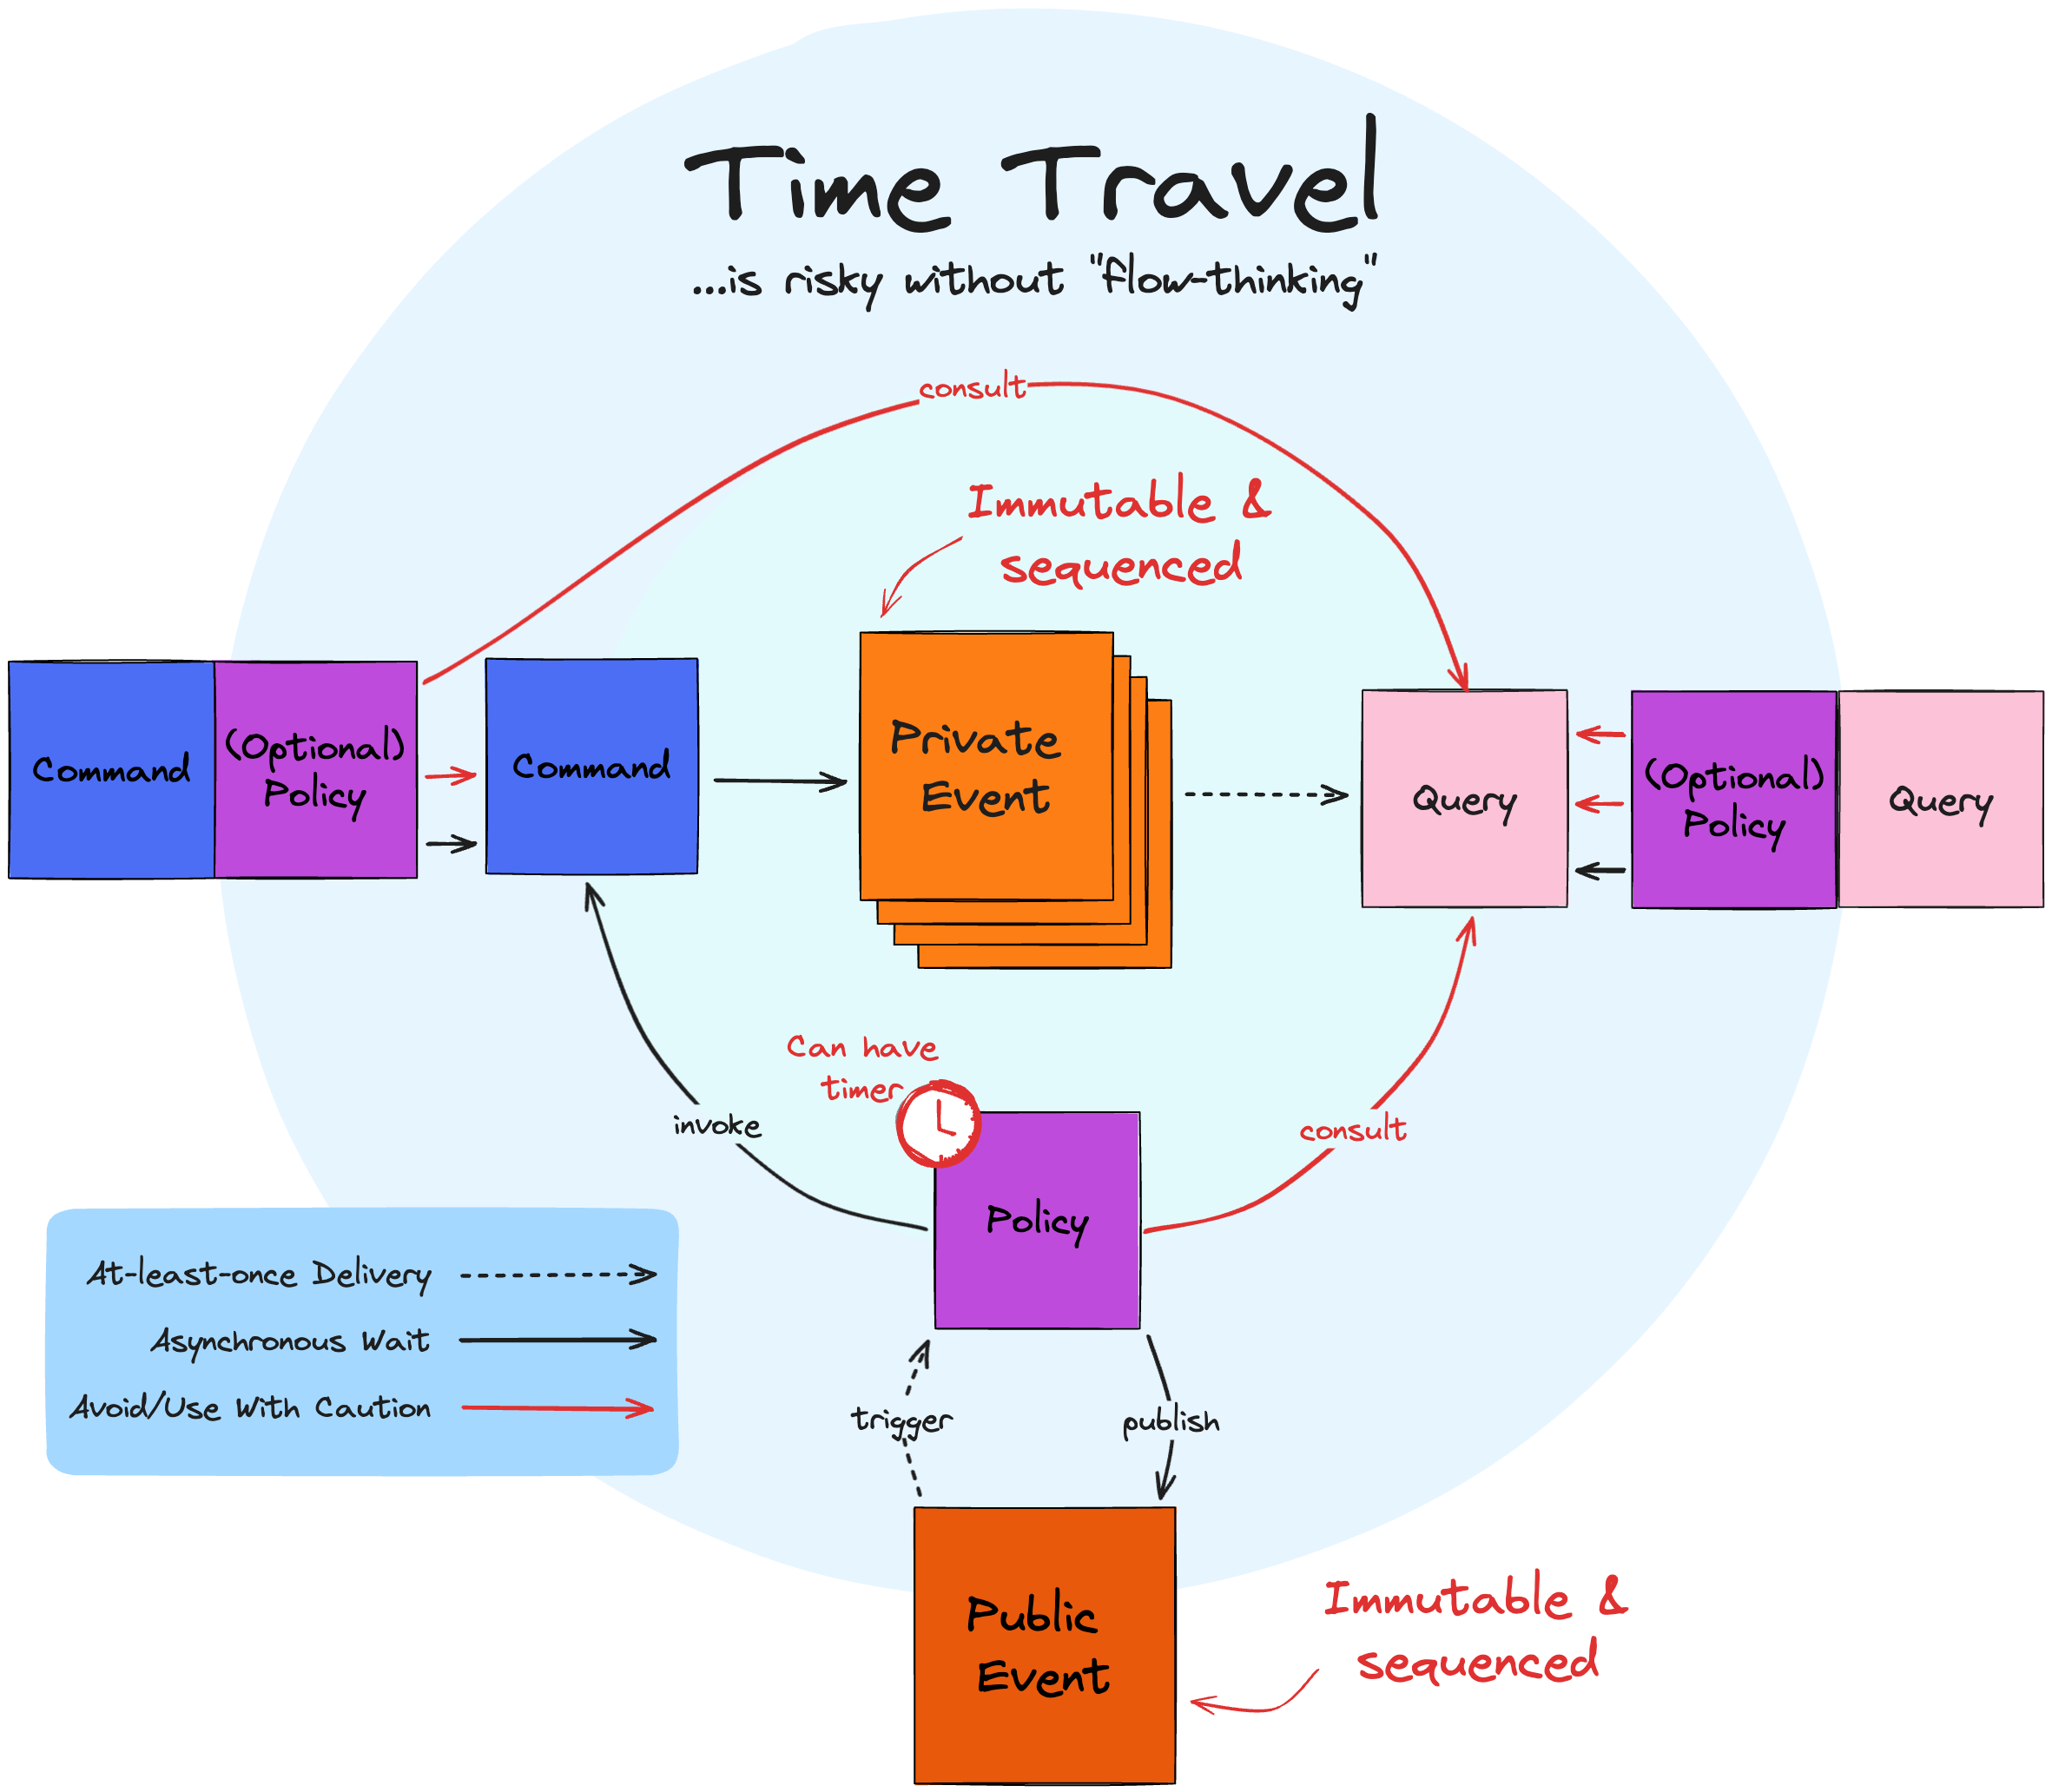 Time Travel
...is risky without "flow-thinking"
consult
Immutable &
sequenced
Command
(Optional)
Policy
Command
Private
Event
Query
(Optional)
Policy
Query
Can have
timer
invoke
consult
Policy
At-least-once Delivery
Asynchronous Wait
Avoid/Use With Caution
trigger
publish
Public
Event
Immutable &
sequenced